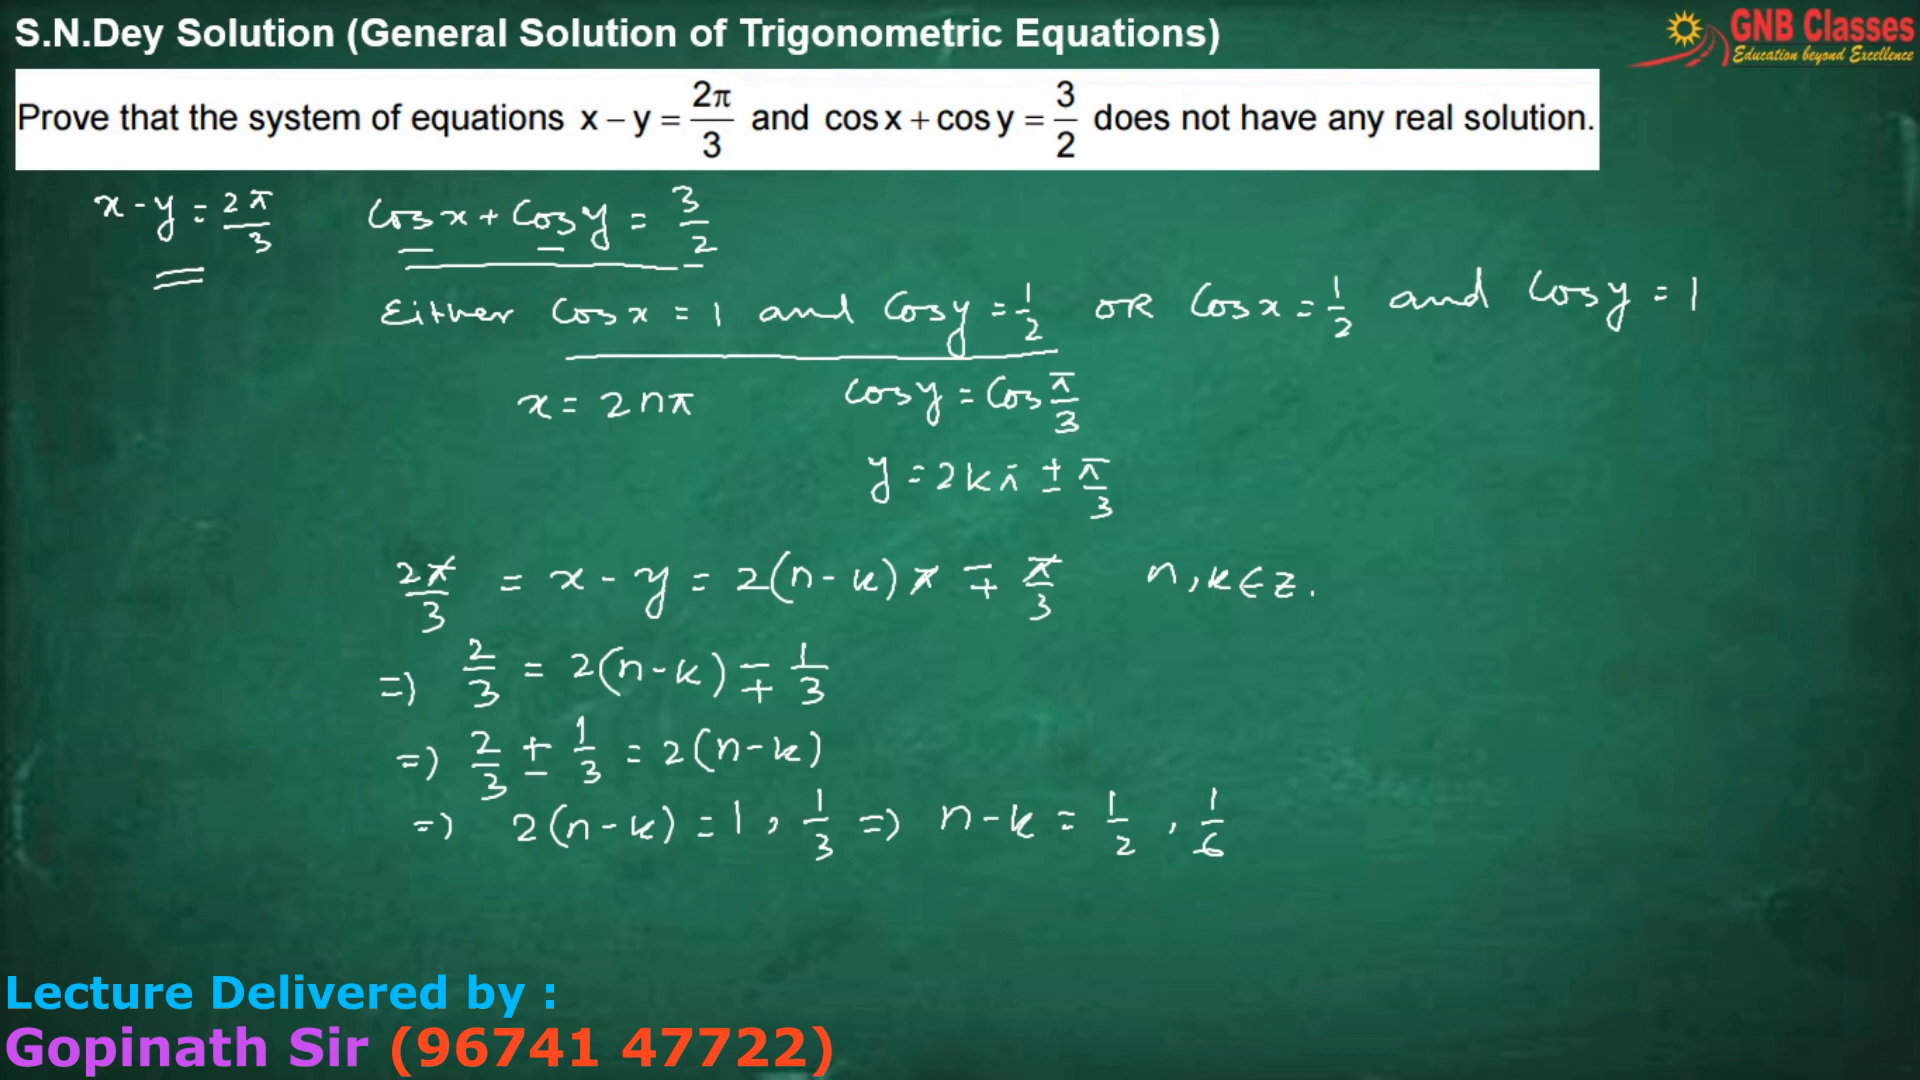 S.N.Dey Solution (General Solution of Trigonometric Equations)
GNB Classes
Education beyond Excellence
Prove that the system of equations x − y = 2π/3 and cos x + cos y = 3/2 does not have any real solution.
x - y = 2π/3 cos x + cos y = 3/2
Either cos x = 1 and cos y = 1/2 OR cos x = 1/2 and cos y = 1
x = 2nπ cos y = cos π/3
y = 2kπ ± π/3
2π/3 = x - y = 2(n-k)π ∓ π/3 n, k ∈ z.
=) 2/3 = 2(n-k) ∓ 1/3
=) 2/3 ± 1/3 = 2(n-k)
=) 2(n-k) = 1, 1/3 =) n-k = 1/2, 1/6
Lecture Delivered by :
Gopinath Sir (96741 47722)